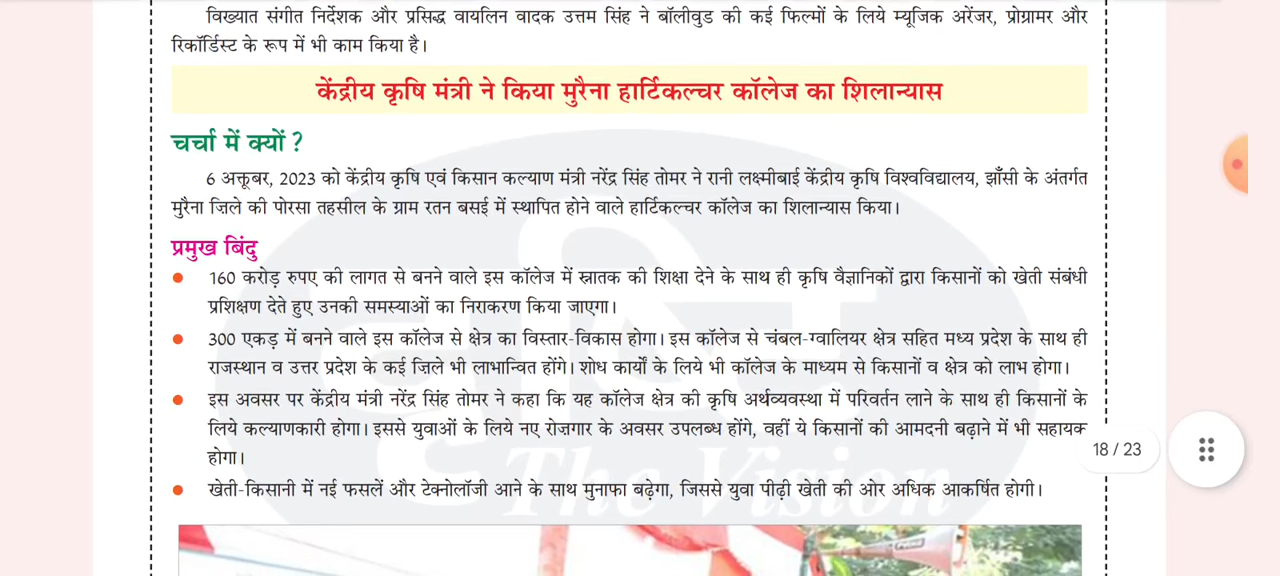 विख्यात संगीत निर्देशक और प्रसिद्ध वायलिन वादक उत्तम सिंह ने बॉलीवुड की कई फिल्मों के लिये म्यूजिक अरेंजर, प्रोग्रामर और
रिकॉर्डिस्ट के रूप में भी काम किया है।
केंद्रीय कृषि मंत्री ने किया मुरैना हार्टिकल्चर कॉलेज का शिलान्यास
चर्चा में क्यों ?
6 अक्तूबर, 2023 को केंद्रीय कृषि एवं किसान कल्याण मंत्री नरेंद्र सिंह तोमर ने रानी लक्ष्मीबाई केंद्रीय कृषि विश्वविद्यालय, झाँसी के अंतर्गत
मुरैना ज़िले की पोरसा तहसील के ग्राम रतन बसई में स्थापित होने वाले हार्टिकल्चर कॉलेज का शिलान्यास किया।
प्रमुख बिंदु
160 करोड़ रुपए की लागत से बनने वाले इस कॉलेज में स्नातक की शिक्षा देने के साथ ही कृषि वैज्ञानिकों द्वारा किसानों को खेती संबंधी
प्रशिक्षण देते हुए उनकी समस्याओं का निराकरण किया जाएगा।
300 एकड़ में बनने वाले इस कॉलेज से क्षेत्र का विस्तार-विकास होगा। इस कॉलेज से चंबल-ग्वालियर क्षेत्र सहित मध्य प्रदेश के साथ ही
राजस्थान व उत्तर प्रदेश के कई जिले भी लाभान्वित होंगे। शोध कार्यों के लिये भी कॉलेज के माध्यम से किसानों व क्षेत्र को लाभ होगा।
इस अवसर पर केंद्रीय मंत्री नरेंद्र सिंह तोमर ने कहा कि यह कॉलेज क्षेत्र की कृषि अर्थव्यवस्था में परिवर्तन लाने के साथ ही किसानों के
लिये कल्याणकारी होगा। इससे युवाओं के लिये नए रोजगार के अवसर उपलब्ध होंगे, वहीं ये किसानों की आमदनी बढ़ाने में भी सहायक
होगा।
18 / 23
खेती-किसानी में नई फसलें और टेक्नोलॉजी आने के साथ मुनाफा बढ़ेगा, जिससे युवा पीढ़ी खेती की ओर अधिक आकर्षित होगी।
दृष्टि
The Vision